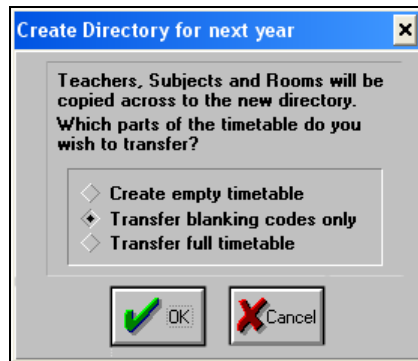 Create Directory for next year
Teachers, Subjects and Rooms will be
copied across to the new directory.
Which parts of the timetable do you
wish to transfer?
Create empty timetable
Transfer blanking codes only
Transfer full timetable
OK
Cancel